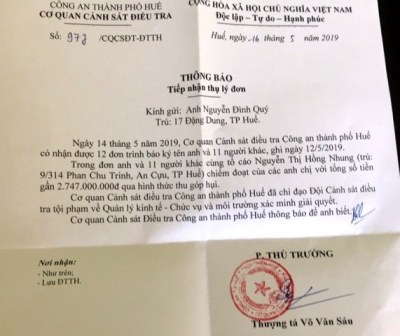 CÔNG AN THÀNH PHỐ HUẾ
CƠ QUAN CẢNH SÁT ĐIỀU TRA
CỘNG HÒA XÃ HỘI CHỦ NGHĨA VIỆT NAM
Độc lập - Tự do - Hạnh phúc
Số: 977 /CQCSĐT-ĐTTH
Huế, ngày 16 tháng 5 năm 2019
THÔNG BÁO
Tiếp nhận thụ lý đơn
Kính gửi: Anh Nguyễn Đình Quý
Trú: 17 Đặng Dung, TP Huế.
Ngày 14 tháng 5 năm 2019, Cơ quan Cảnh sát điều tra Công an thành phố Huế
có nhận được 12 đơn trình báo ký tên anh và 11 người khác, ghi ngày 12/5/2019.
Trong đơn anh và 11 người khác cùng tố cáo Nguyễn Thị Hồng Nhung (trú:
9/314 Phan Chu Trinh, An Cựu, TP Huế) chiếm đoạt của các anh chị với tổng số tiền
gần 2.747.000.000đ qua hình thức thu góp hụi.
Cơ quan Cảnh sát điều tra Công an thành phố Huế đã chỉ đạo Đội Cảnh sát điều
tra tội phạm về Quản lý kinh tế - Chức vụ và môi trường xác minh giải quyết.
Cơ quan Cảnh sát Điều tra Công an thành phố Huế thông báo để anh biết.
Nơi nhận:
- Như trên;
- Lưu ĐTTH.
P. THỦ TRƯỞNG
Thượng tá Võ Văn Sáu